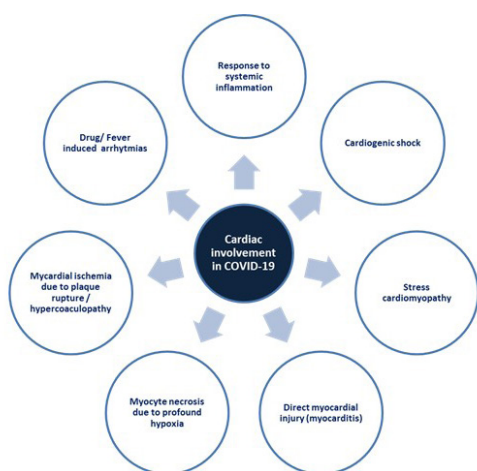 Response to
systemic
inflammation
Drug/ Fever
induced arrhytmias
Cardiogenic shock
Cardiac
involvement
in COVID-19
Mycardial ischemia
due to plaque
rupture /
hypercoaculopathy
Stress
cardiomyopathy
Myocyte necrosis
due to profound
hypoxia
Direct myocardial
injury (myocarditis)